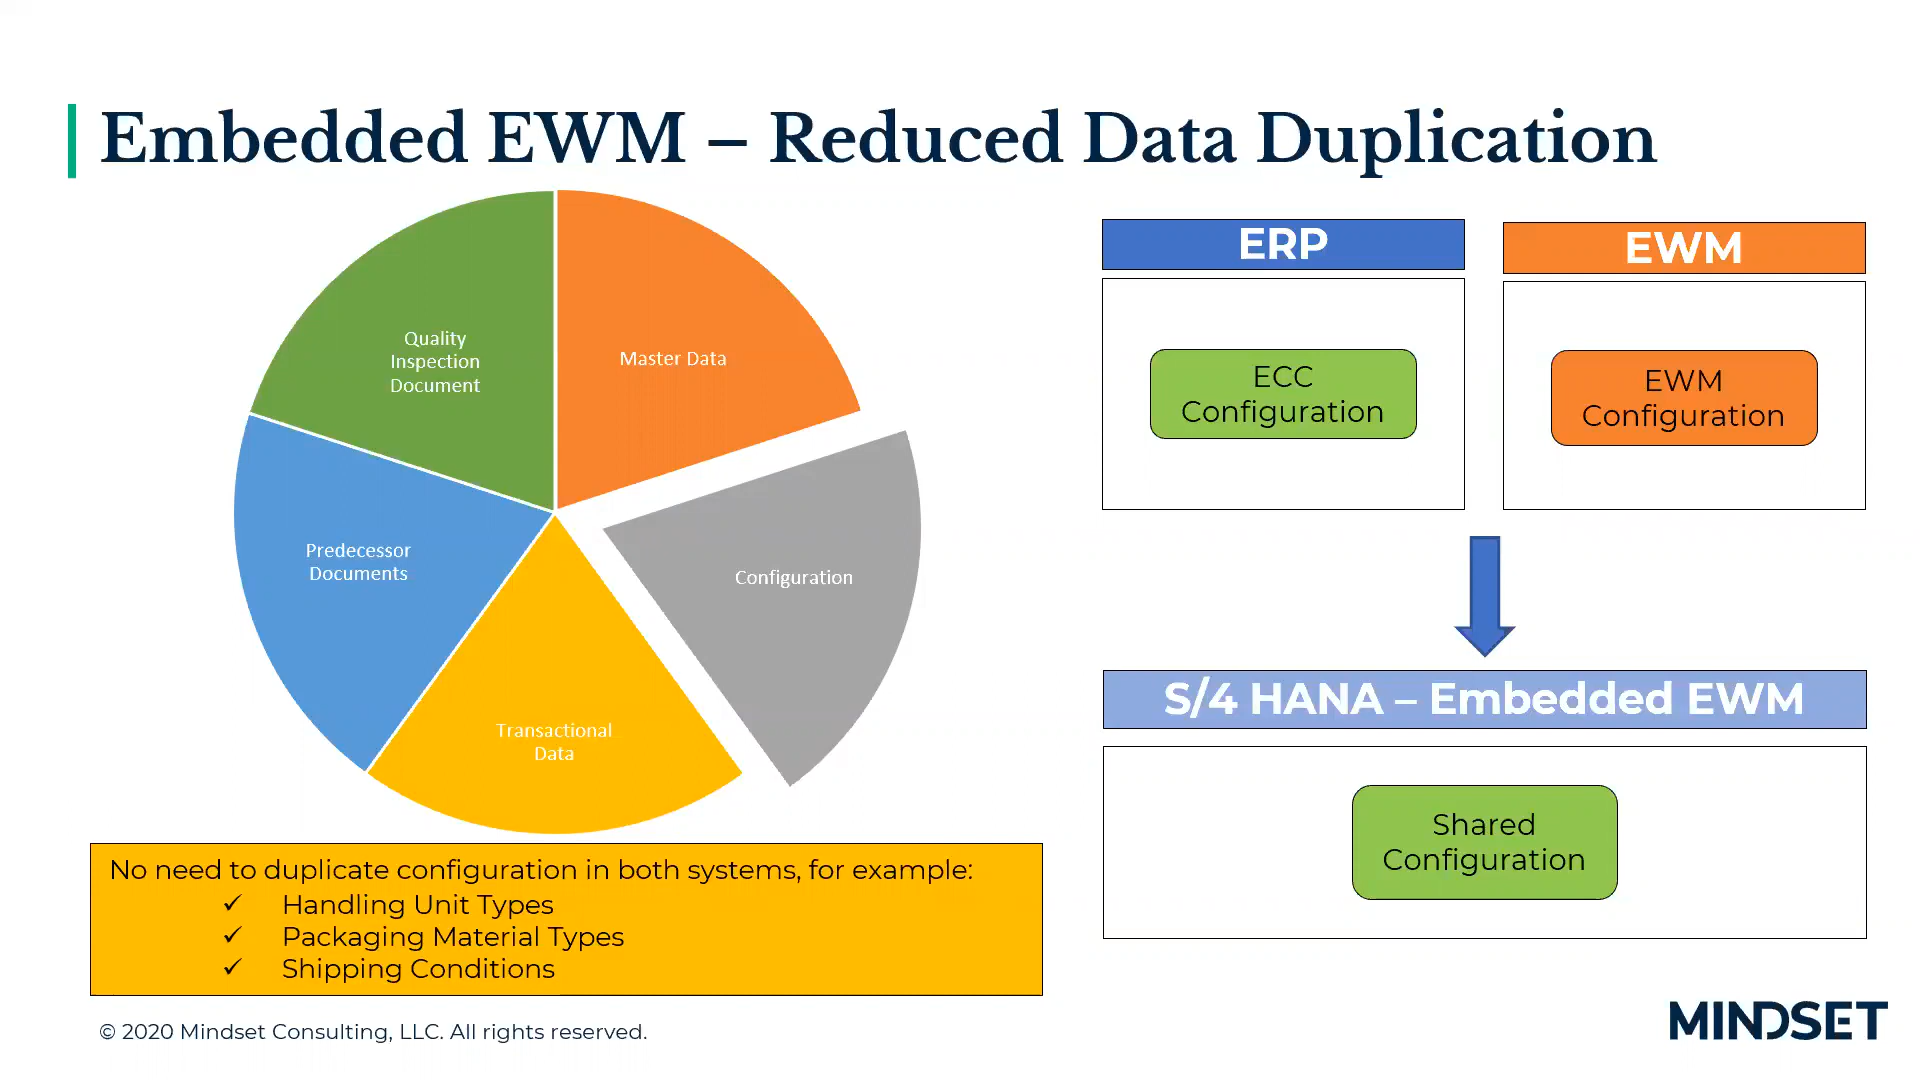 Embedded EWM – Reduced Data Duplication
Quality
Inspection
Document
Master Data
Predecessor
Documents
Configuration
Transactional
Data
No need to duplicate configuration in both systems, for example:
✓ Handling Unit Types
✓ Packaging Material Types
✓ Shipping Conditions
ERP
ECC
Configuration
EWM
EWM
Configuration
S/4 HANA – Embedded EWM
Shared
Configuration
© 2020 Mindset Consulting, LLC. All rights reserved.
MINDSET